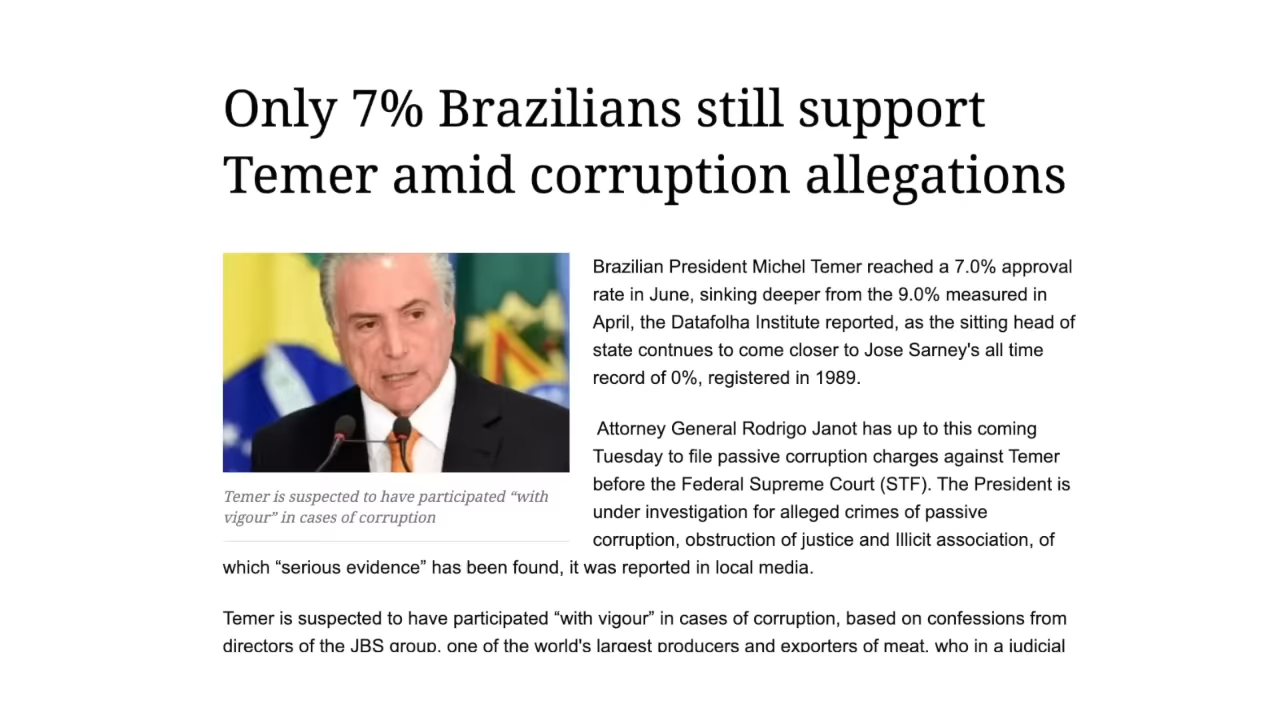 Only 7% Brazilians still support
Temer amid corruption allegations
Temer is suspected to have participated “with
vigour” in cases of corruption
Brazilian President Michel Temer reached a 7.0% approval
rate in June, sinking deeper from the 9.0% measured in
April, the Datafolha Institute reported, as the sitting head of
state contnues to come closer to Jose Sarney's all time
record of 0%, registered in 1989.
Attorney General Rodrigo Janot has up to this coming
Tuesday to file passive corruption charges against Temer
before the Federal Supreme Court (STF). The President is
under investigation for alleged crimes of passive
corruption, obstruction of justice and Illicit association, of
which “serious evidence” has been found, it was reported in local media.
Temer is suspected to have participated “with vigour” in cases of corruption, based on confessions from
directors of the JBS group, one of the world's largest producers and exporters of meat, who in a judicial